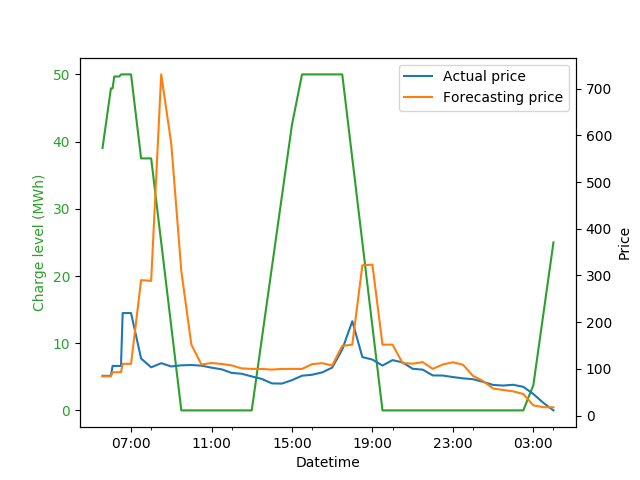 Actual price
Forecasting price
50
40
30
20
10
0
Charge level (MWh)
700
600
500
400
300
200
100
0
Price
07:00 11:00 15:00 19:00 23:00 03:00
Datetime